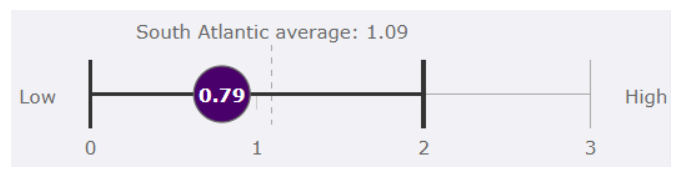 South Atlantic average: 1.09
Low 0.79 High
0 1 2 3